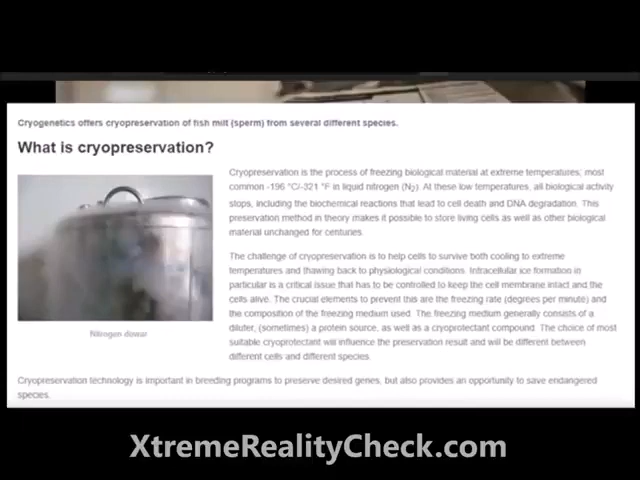 Cryogenetics offers cryopreservation of fish milt (sperm) from several different species.
What is cryopreservation?
Cryopreservation is the process of freezing biological material at extreme temperatures; most
common -196 °C/-321 °F in liquid nitrogen (N2). At these low temperatures, all biological activity
stops, including the biochemical reactions that lead to cell death and DNA degradation. This
preservation method in theory makes it possible to store living cells as well as other biological
material unchanged for centuries.
The challenge of cryopreservation is to help cells to survive both cooling to extreme
temperatures and thawing back to physiological conditions. Intracellular ice formation in
particular is a critical issue that has to be controlled to keep the cell membrane intact and the
cells alive. The crucial elements to prevent this are the freezing rate (degrees per minute) and
the composition of the freezing medium used. The freezing medium generally consists of a
diluter, (sometimes) a protein source, as well as a cryoprotectant compound. The choice of most
suitable cryoprotectant will influence the preservation result and will be different between
different cells and different species.
Nitrogen dewar
Cryopreservation technology is important in breeding programs to preserve desired genes, but also provides an opportunity to save endangered
species.
XtremeRealityCheck.com